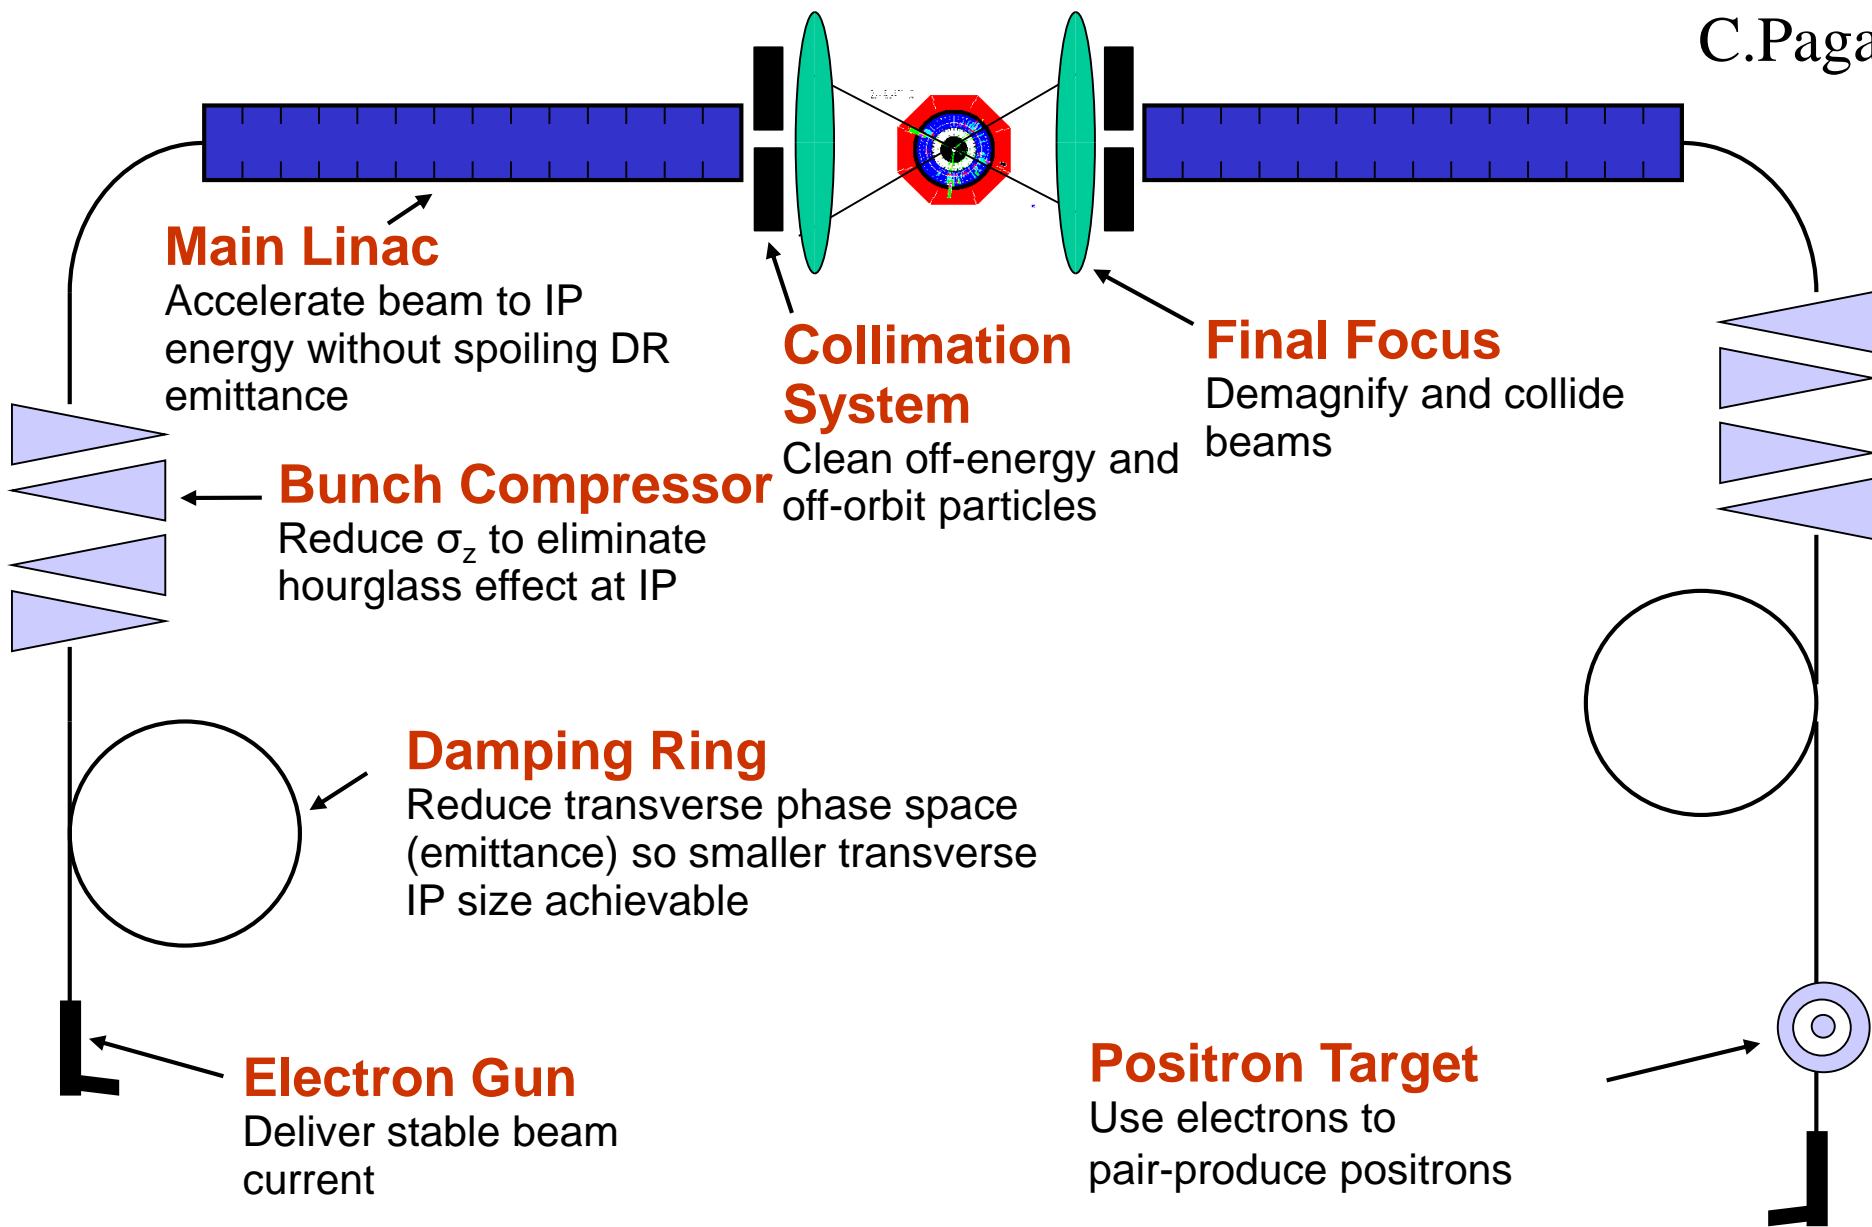 C.Paga
Main Linac
Accelerate beam to IP
energy without spoiling DR
emittance
Collimation
System
Clean off-energy and
off-orbit particles
Final Focus
Demagnify and collide
beams
Bunch Compressor
Reduce σz to eliminate
hourglass effect at IP
Damping Ring
Reduce transverse phase space
(emittance) so smaller transverse
IP size achievable
Electron Gun
Deliver stable beam
current
Positron Target
Use electrons to
pair-produce positrons